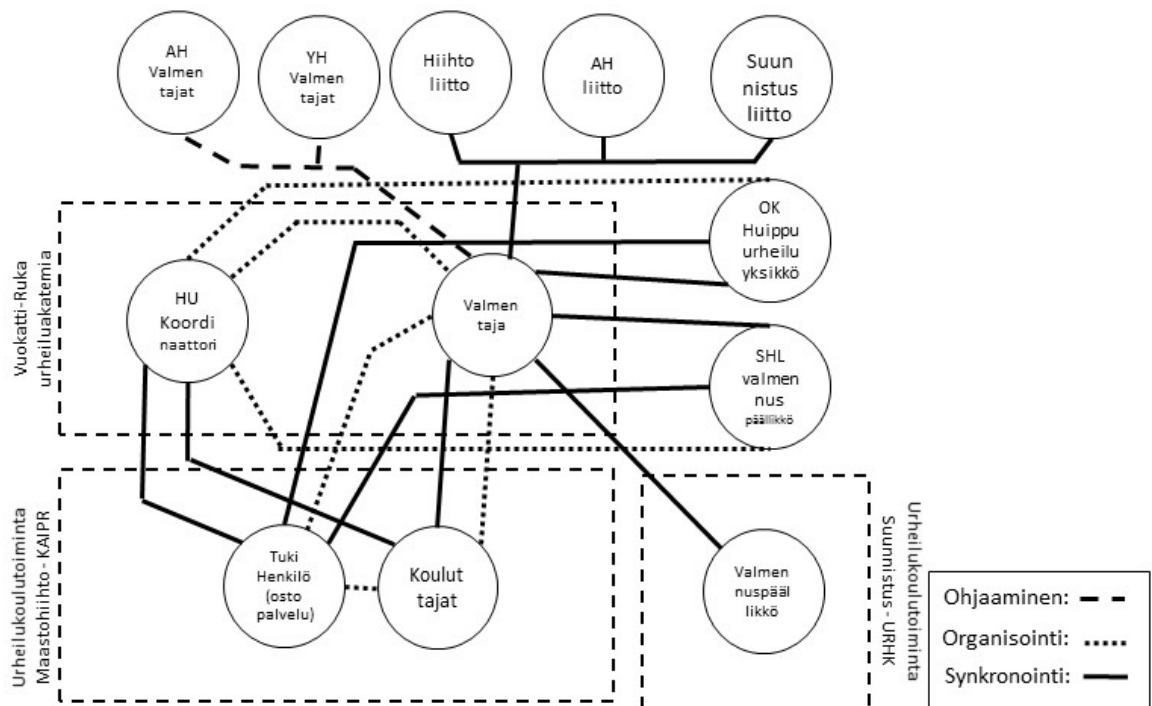 AH
Valmen
tajat
YH
Valmen
tajat
Hiihto
liitto
AH
liitto
Suun
nistus
liitto
OK
Huippu
urheilu
yksikkö
Vuokatti-Ruka
urheiluakatemia
HU
Koordi
naattori
Valmen
taja
SHL
valmen
nus
päällikkö
Urheilukoulutoiminta
Maastohiihto - KAIPR
Tuki
Henkilö
(osto
palvelu)
Koulut
tajat
Valmen
nuspääl
likkö
Urheilukoulutoiminta
Suunnistus - URHK
Ohjaaminen:
Organisointi:
Synkronointi: